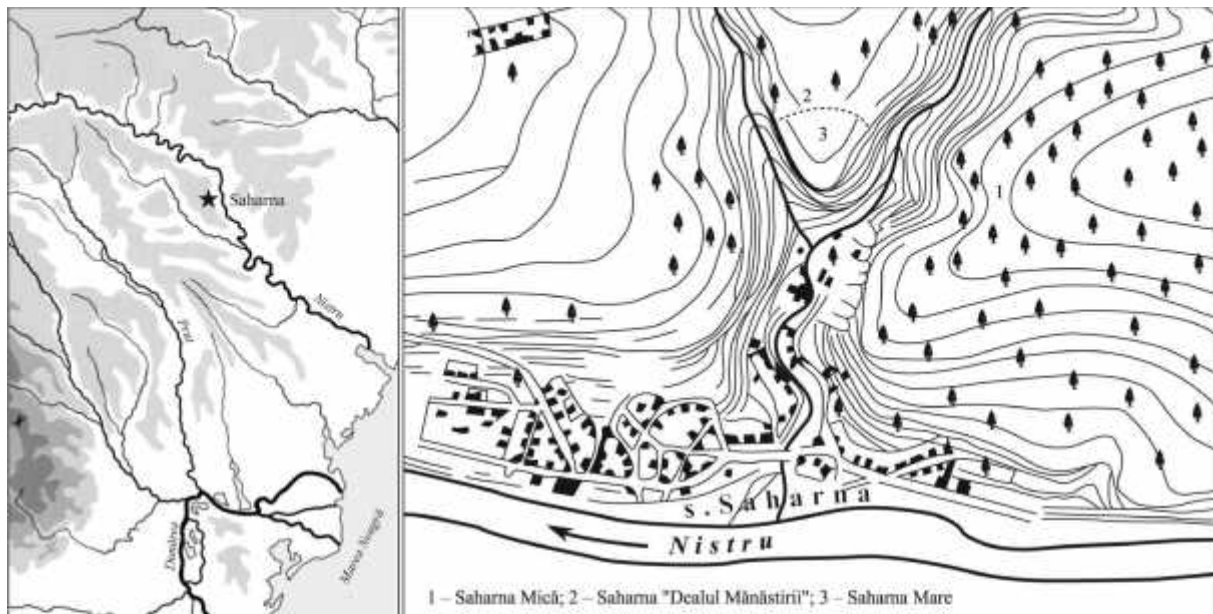 Saharna
Nistru
Prut
Dunărea
Marea Neagră
2
3
1
s. Saharna
Nistru
1 – Saharna Mică; 2 – Saharna "Dealul Mănăstirii"; 3 – Saharna Mare